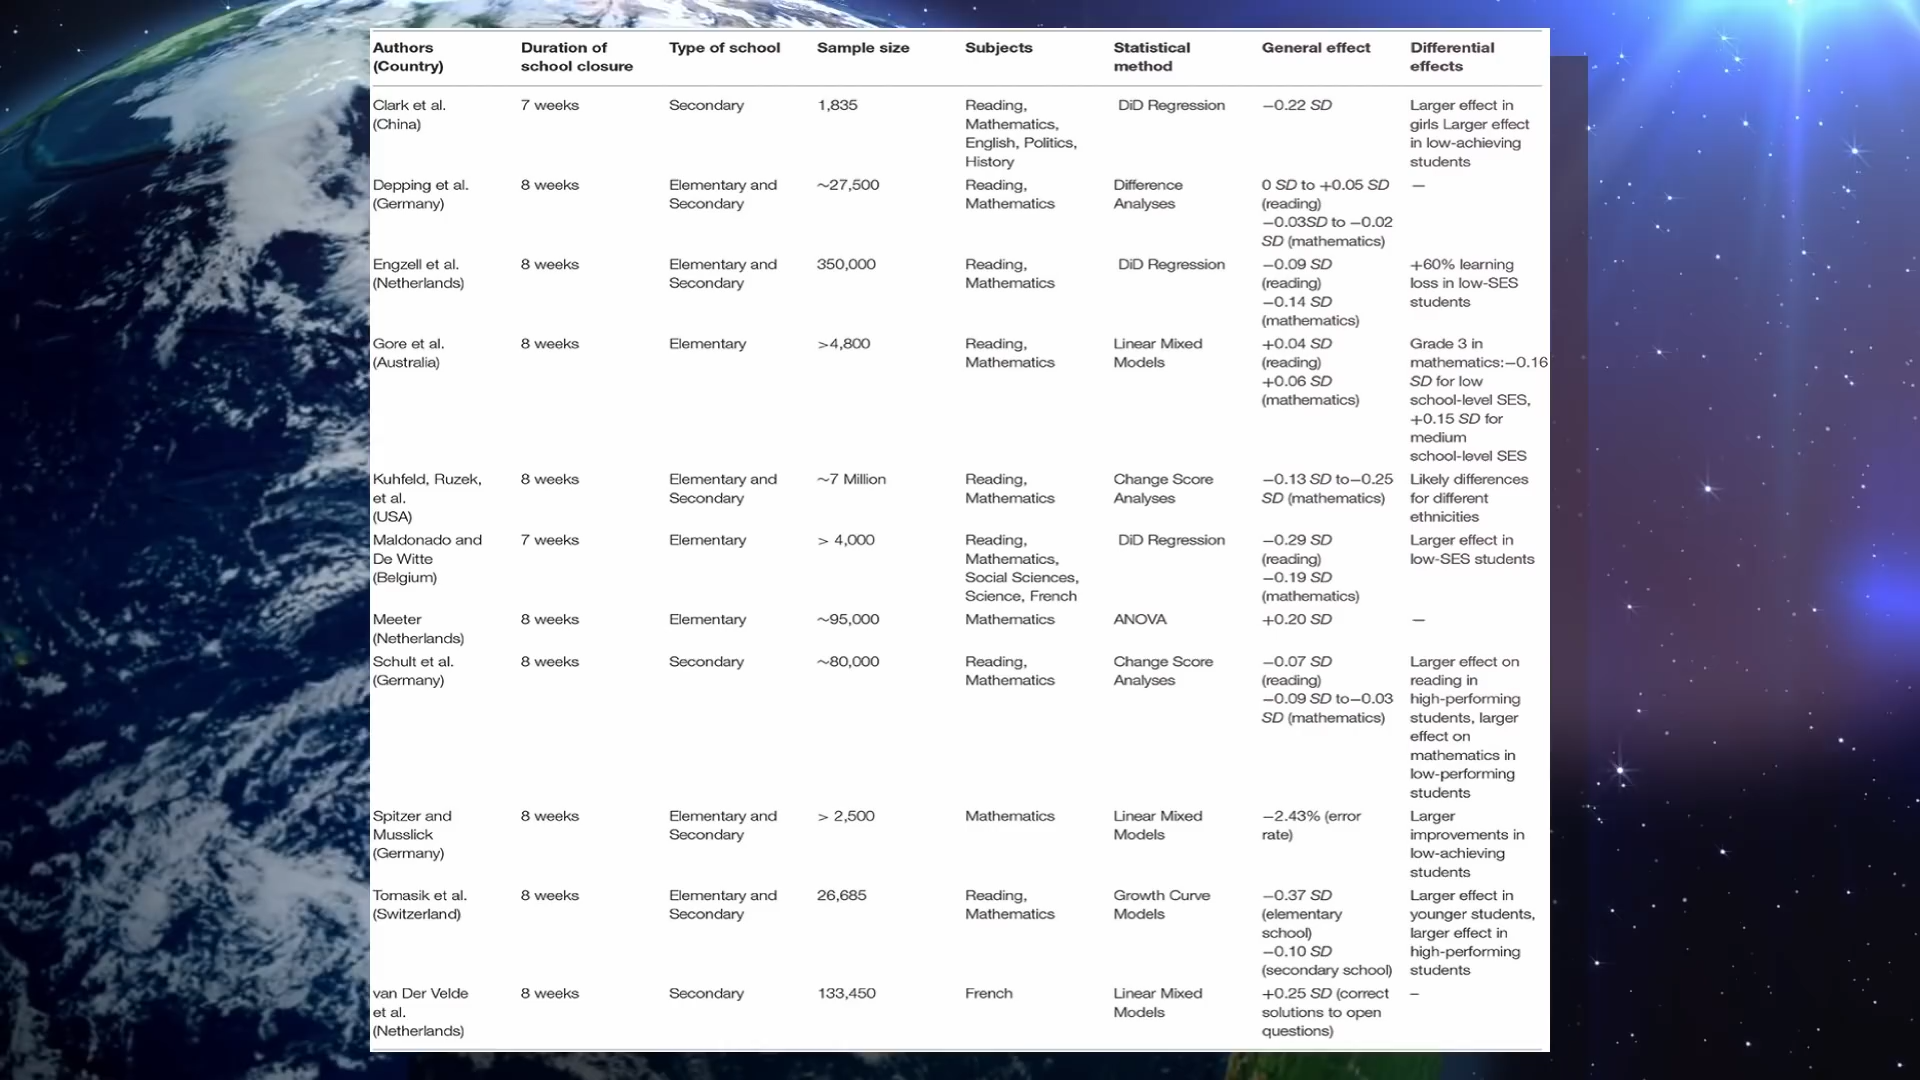 Authors (Country) Duration of school closure Type of school Sample size Subjects Statistical method General effect Differential effects
Clark et al. (China) 7 weeks Secondary 1,835 Reading, Mathematics, English, Politics, History DiD Regression −0.22 SD Larger effect in girls Larger effect in low-achieving students
Depping et al. (Germany) 8 weeks Elementary and Secondary ~27,500 Reading, Mathematics Difference Analyses 0 SD to +0.05 SD (reading) −0.03SD to −0.02 SD (mathematics) —
Engzell et al. (Netherlands) 8 weeks Elementary and Secondary 350,000 Reading, Mathematics DiD Regression −0.09 SD (reading) −0.14 SD (mathematics) +60% learning loss in low-SES students
Gore et al. (Australia) 8 weeks Elementary >4,800 Reading, Mathematics Linear Mixed Models +0.04 SD (reading) +0.06 SD (mathematics) Grade 3 in mathematics:−0.16 SD for low school-level SES, +0.15 SD for medium school-level SES
Kuhfeld, Ruzek, et al. (USA) 8 weeks Elementary and Secondary ~7 Million Reading, Mathematics Change Score Analyses −0.13 SD to−0.25 SD (mathematics) Likely differences for different ethnicities
Maldonado and De Witte (Belgium) 7 weeks Elementary > 4,000 Reading, Mathematics, Social Sciences, Science, French DiD Regression −0.29 SD (reading) −0.19 SD (mathematics) Larger effect in low-SES students
Meeter (Netherlands) 8 weeks Elementary ~95,000 Mathematics ANOVA +0.20 SD —
Schult et al. (Germany) 8 weeks Secondary ~80,000 Reading, Mathematics Change Score Analyses −0.07 SD (reading) −0.09 SD to−0.03 SD (mathematics) Larger effect on reading in high-performing students, larger effect on mathematics in low-performing students
Spitzer and Musslick (Germany) 8 weeks Elementary and Secondary > 2,500 Mathematics Linear Mixed Models −2.43% (error rate) Larger improvements in low-achieving students
Tomasik et al. (Switzerland) 8 weeks Elementary and Secondary 26,685 Reading, Mathematics Growth Curve Models −0.37 SD (elementary school) −0.10 SD (secondary school) Larger effect in younger students, larger effect in high-performing students
van Der Velde et al. (Netherlands) 8 weeks Secondary 133,450 French Linear Mixed Models +0.25 SD (correct solutions to open questions) –